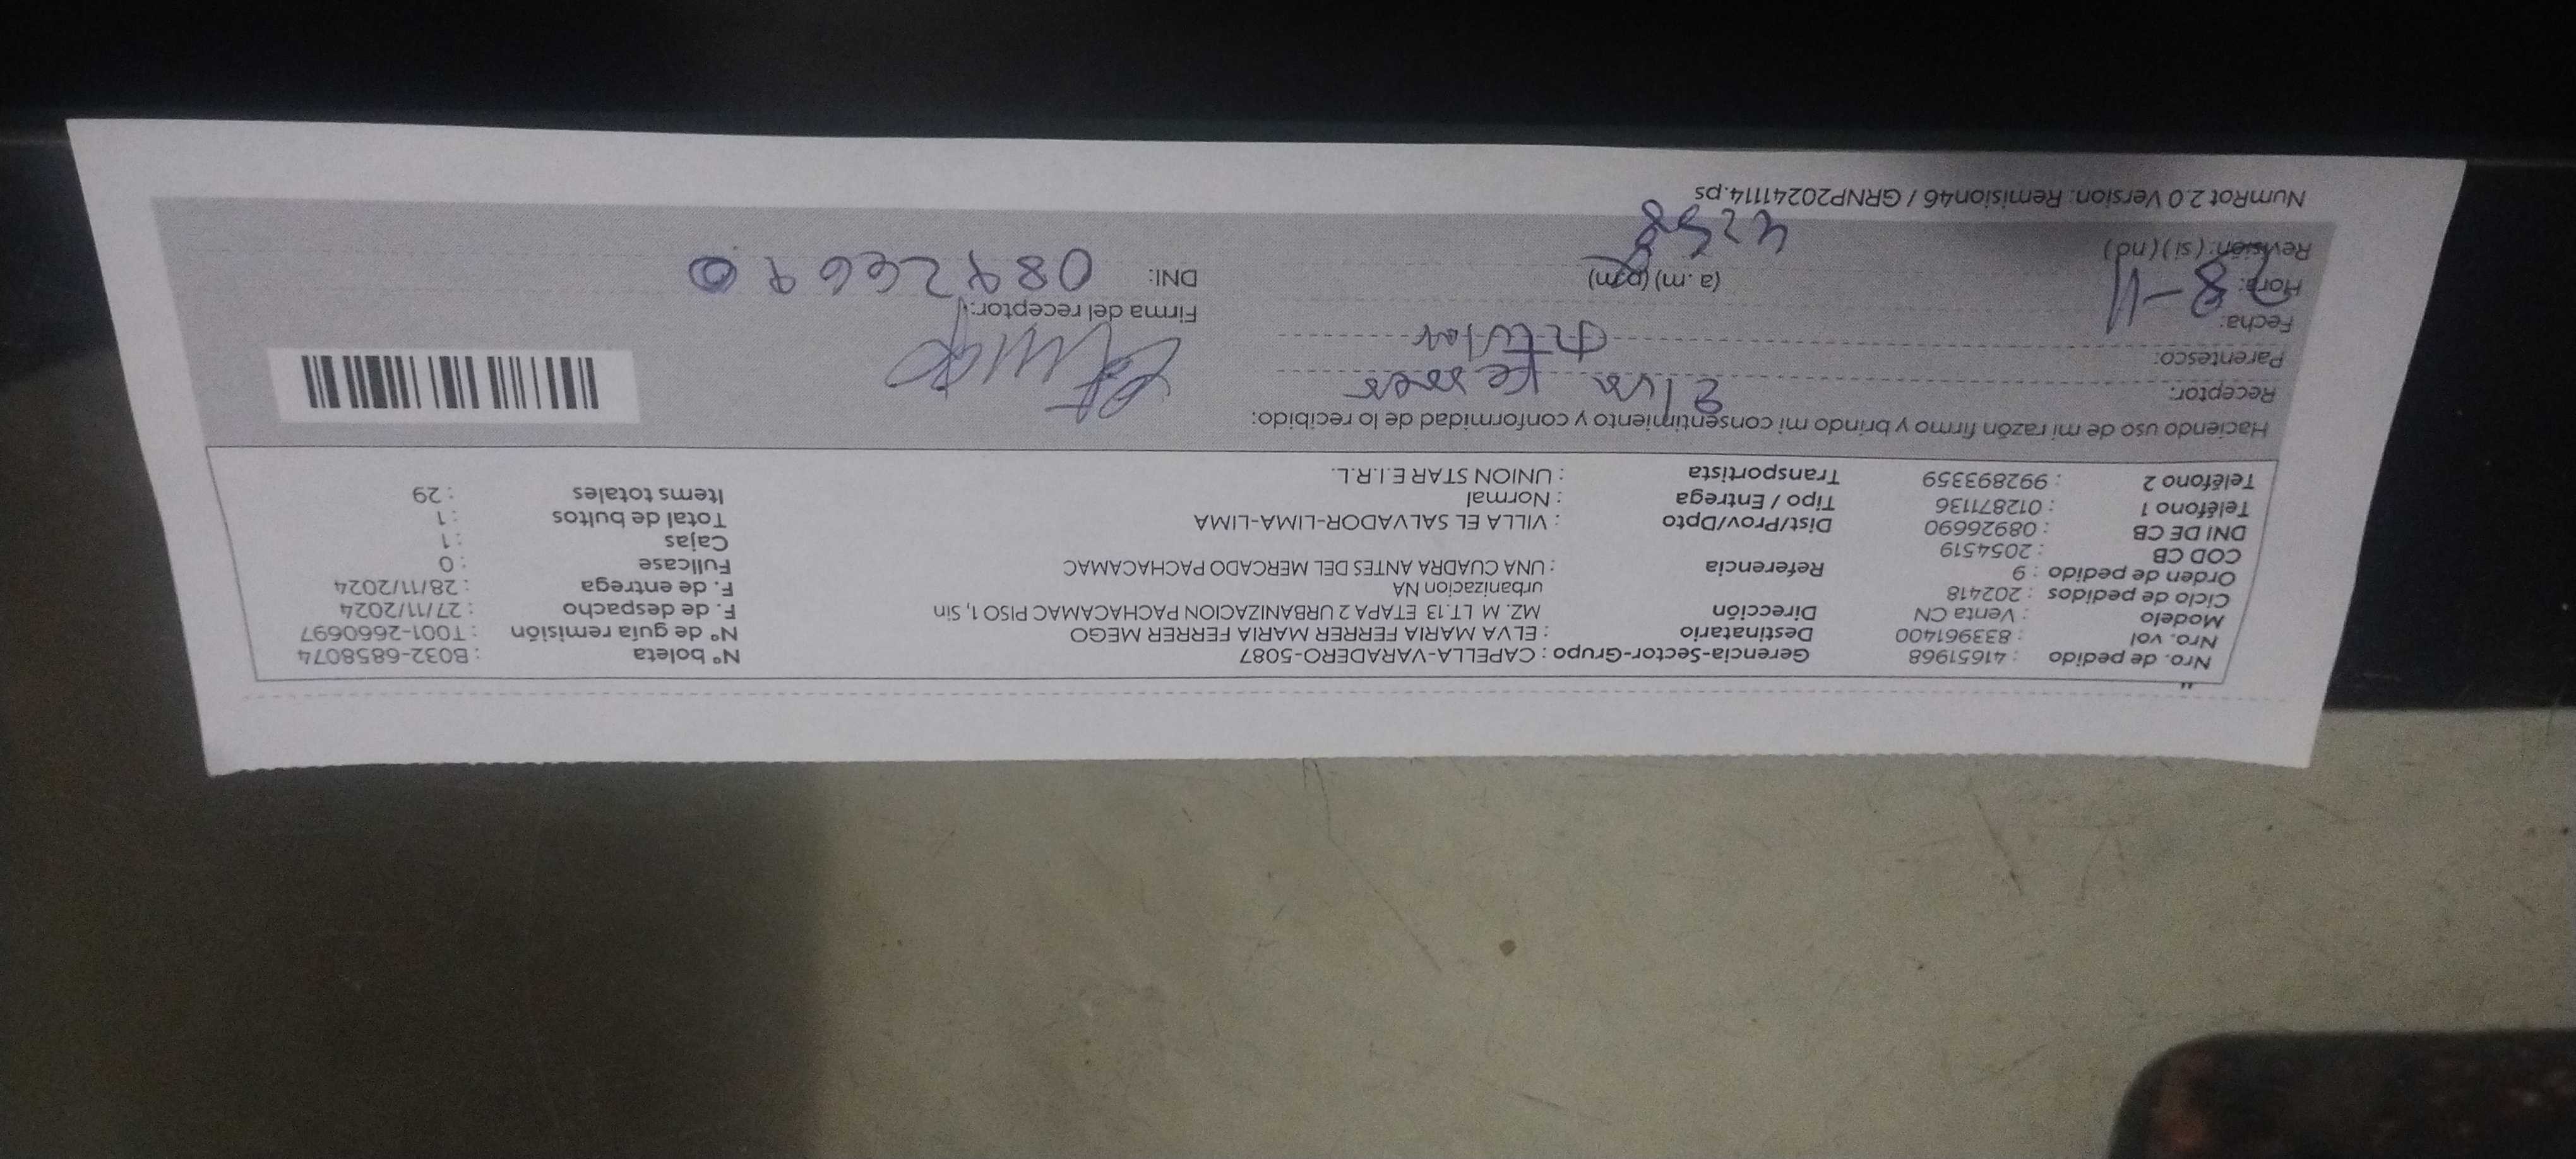 Nro. de pedido : 41651968 Gerencia-Sector-Grupo : CAPELLA-VARADERO-5087 N° boleta : B032-6858074
Nro. vol : 833961400 Destinatario : ELVA MARIA FERRER MARIA FERRER MEGO N° de guía remisión : T001-2660697
Modelo : Venta CN Dirección MZ. M LT.13 ETAPA 2 URBANIZACION PACHACAMAC PISO 1, Sin F. de despacho : 27/11/2024
Ciclo de pedidos : 202418 urbanizacion NA F. de entrega : 28/11/2024
Orden de pedido : 9 Referencia : UNA CUADRA ANTES DEL MERCADO PACHACAMAC Fullcase : 0
COD CB : 2054519 Cajas : 1
DNI DE CB : 08926690 Dist/Prov/Dpto : VILLA EL SALVADOR-LIMA-LIMA Total de bultos : 1
Teléfono 1 : 012871136 Tipo / Entrega : Normal Items totales : 29
Teléfono 2 : 992893359 Transportista : UNION STAR E.I.R.L.
Haciendo uso de mi razón firmo y brindo mi consentimiento y conformidad de lo recibido:
Receptor: Elva Ferrer
Parentesco: titular
Fecha: 28-11 Firma del receptor:
Hora: (a.m) (p.m) DNI: 08926690
Revisión: (si) (no) 4258
NumRot 2.0 Version: Remision46 / GRNP20241114.ps